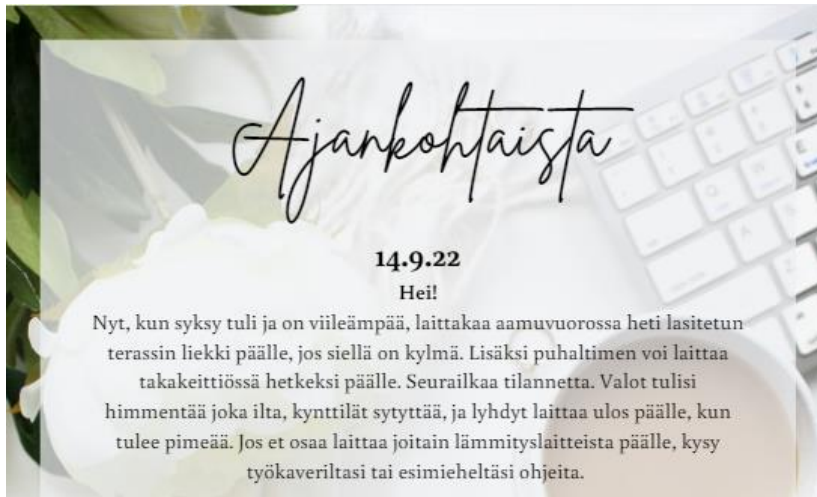 Ajankohtaista
14.9.22
Hei!
Nyt, kun syksy tuli ja on viileämpää, laittakaa aamuvuorossa heti lasitetun
terassin liekki päälle, jos siellä on kylmä. Lisäksi puhaltimen voi laittaa
takakeittiössä hetkeksi päälle. Seurailkaa tilannetta. Valot tulisi
himmentää joka ilta, kynttilät sytyttää, ja lyhdyt laittaa ulos päälle, kun
tulee pimeää. Jos et osaa laittaa joitain lämmityslaitteista päälle, kysy
työkaveriltasi tai esimieheltäsi ohjeita.